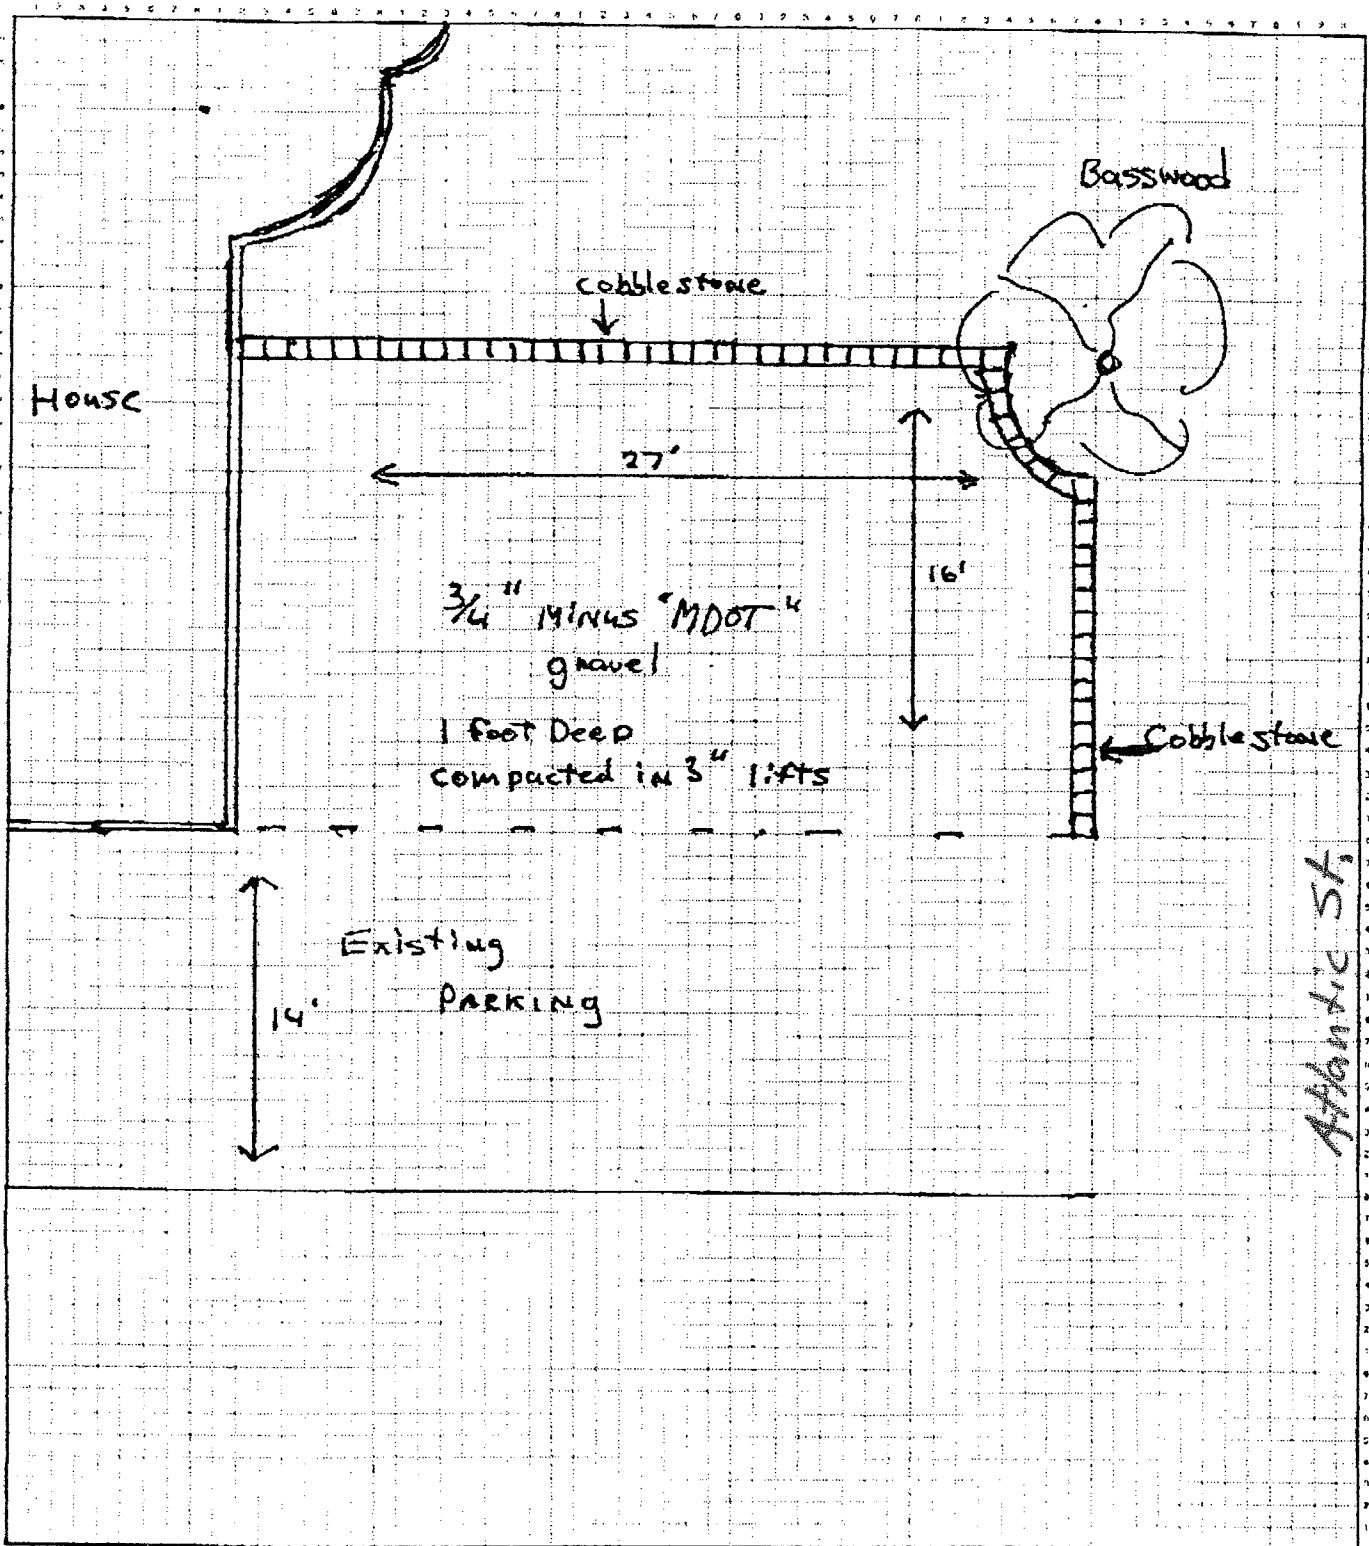 Basswood
cobblestone
House
27'
16'
3/4" MINUS "MDOT"
gravel
1 foot Deep
compacted in 3" lifts
Cobblestone
Atlantic St,
Existing
PARKING
14'